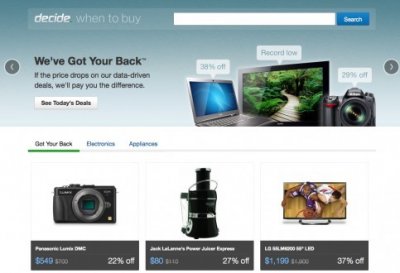 decide when to buy
Search
38% off
Record low
29% off
We've Got Your Back™
If the price drops on our data-driven
deals, we'll pay you the difference.
See Today's Deals
Got Your Back Electronics Appliances
Panasonic Lumix DMC
$549 $700 22% off
Jack LaLanne's Power Juicer Express
$80 $110 27% off
LG 55LM6200 55" LED
$1,199 $1,900 37% off